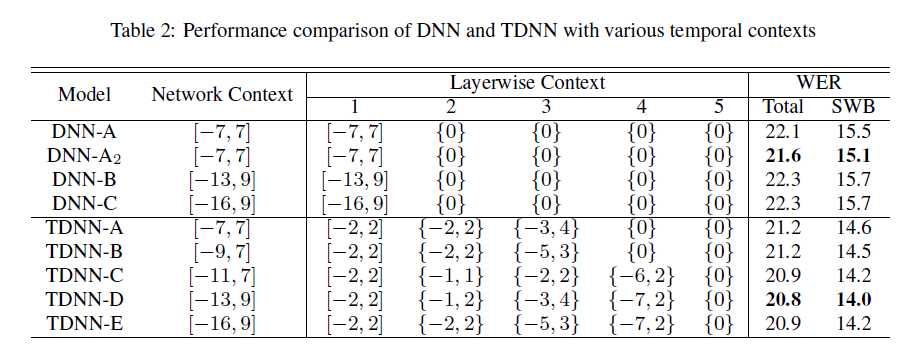 Table 2: Performance comparison of DNN and TDNN with various temporal contexts
Model Network Context Layerwise Context WER
1 2 3 4 5 Total SWB
DNN-A [−7, 7] [−7, 7] {0} {0} {0} {0} 22.1 15.5
DNN-A₂ [−7, 7] [−7, 7] {0} {0} {0} {0} 21.6 15.1
DNN-B [−13, 9] [−13, 9] {0} {0} {0} {0} 22.3 15.7
DNN-C [−16, 9] [−16, 9] {0} {0} {0} {0} 22.3 15.7
TDNN-A [−7, 7] [−2, 2] {−2, 2} {−3, 4} {0} {0} 21.2 14.6
TDNN-B [−9, 7] [−2, 2] {−2, 2} {−5, 3} {0} {0} 21.2 14.5
TDNN-C [−11, 7] [−2, 2] {−1, 1} {−2, 2} {−6, 2} {0} 20.9 14.2
TDNN-D [−13, 9] [−2, 2] {−1, 2} {−3, 4} {−7, 2} {0} 20.8 14.0
TDNN-E [−16, 9] [−2, 2] {−2, 2} {−5, 3} {−7, 2} {0} 20.9 14.2